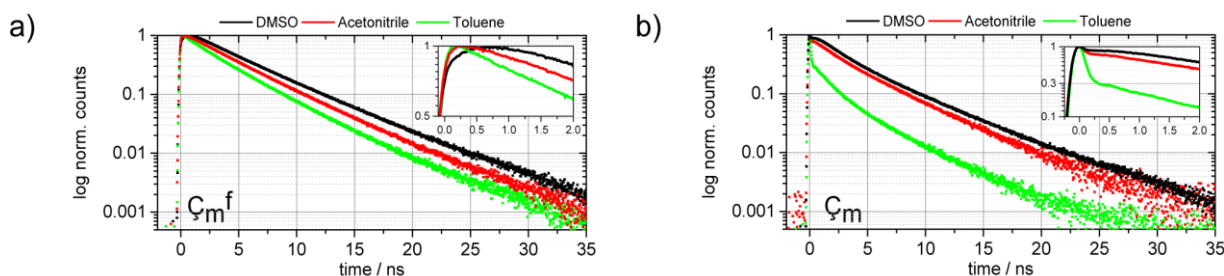 a)
DMSO Acetonitrile Toluene
log norm. counts
1
0.1
0.01
0.001
0 5 10 15 20 25 30 35
time / ns
Çmf
1
0.5
0.0 0.5 1.0 1.5 2.0
b)
DMSO Acetonitrile Toluene
log norm. counts
1
0.1
0.01
0.001
0 5 10 15 20 25 30 35
time / ns
Çm
1
0.3
0.1
0.0 0.5 1.0 1.5 2.0